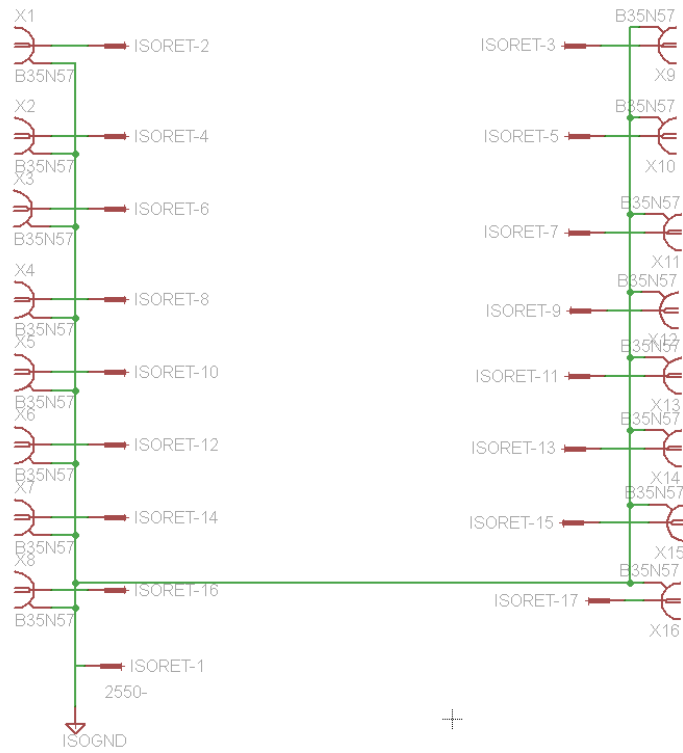 X1
B35N57
ISORET-2
ISORET-3
B35N57
X9
X2
B35N57
ISORET-4
ISORET-5
B35N57
X10
X3
B35N57
ISORET-6
ISORET-7
B35N57
X11
X4
B35N57
ISORET-8
ISORET-9
B35N57
X12
X5
B35N57
ISORET-10
ISORET-11
B35N57
X13
X6
B35N57
ISORET-12
ISORET-13
B35N57
X14
X7
B35N57
ISORET-14
ISORET-15
B35N57
X15
X8
B35N57
ISORET-16
ISORET-17
B35N57
X16
ISORET-1
2550-
ISOGND